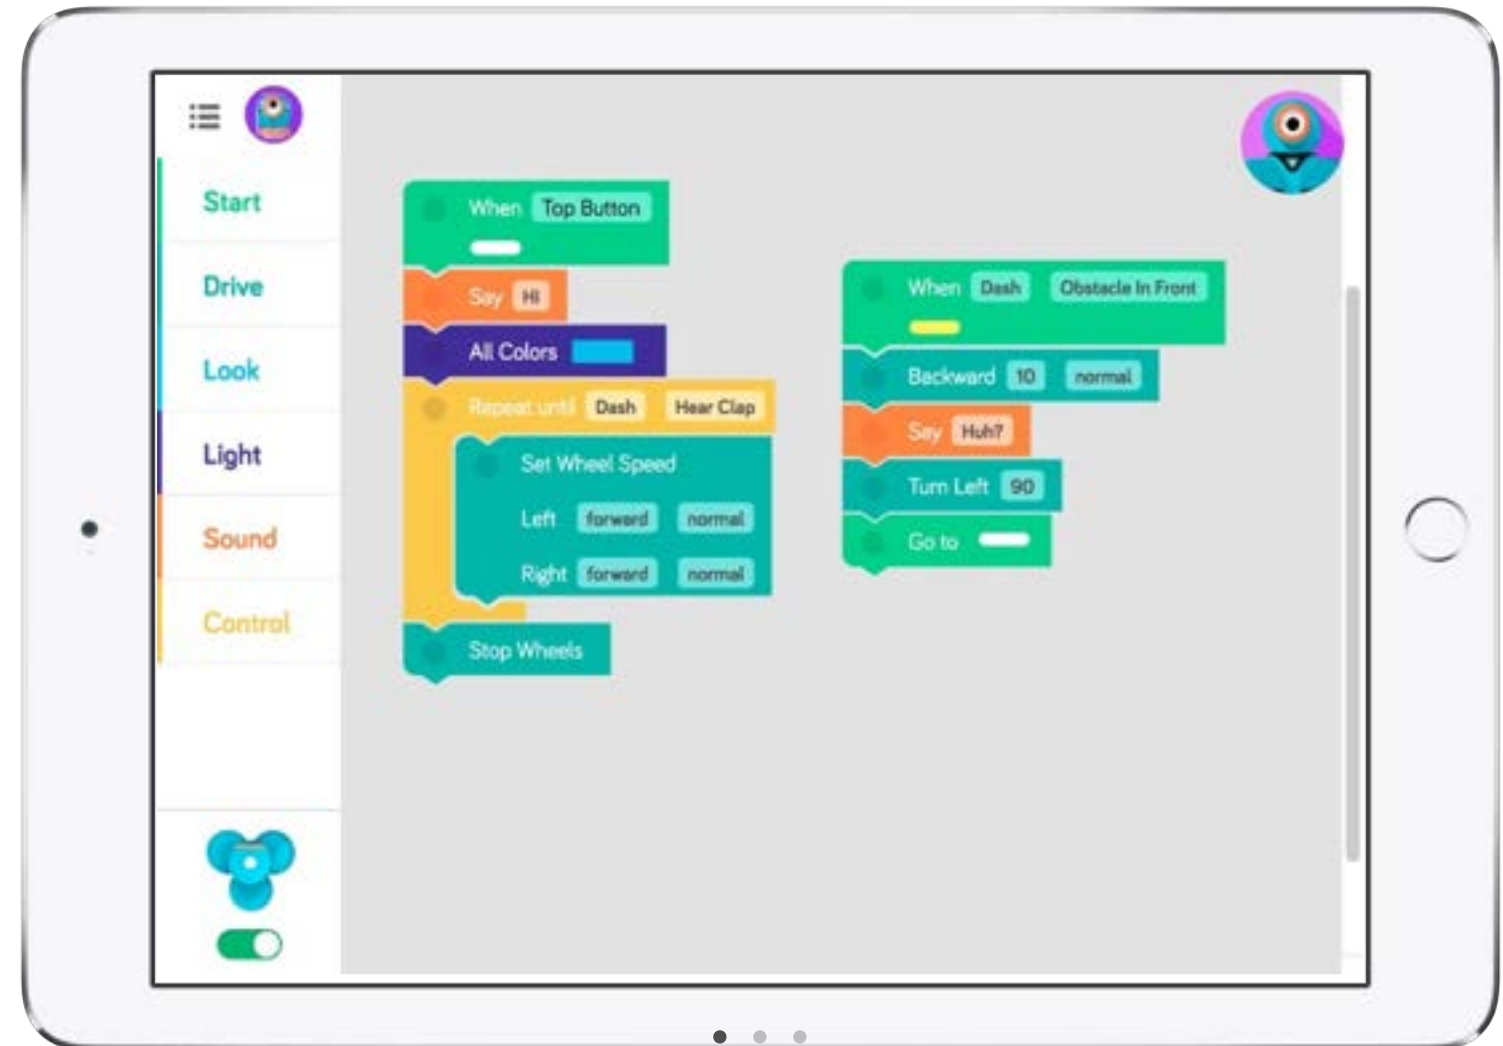 Start
Drive
Look
Light
Sound
Control
When Top Button
Say Hi
All Colors
Repeat until Dash Hear Clap
Set Wheel Speed
Left forward normal
Right forward normal
Stop Wheels
When Dash Obstacle In Front
Backward 10 normal
Say Huh?
Turn Left 90
Go to